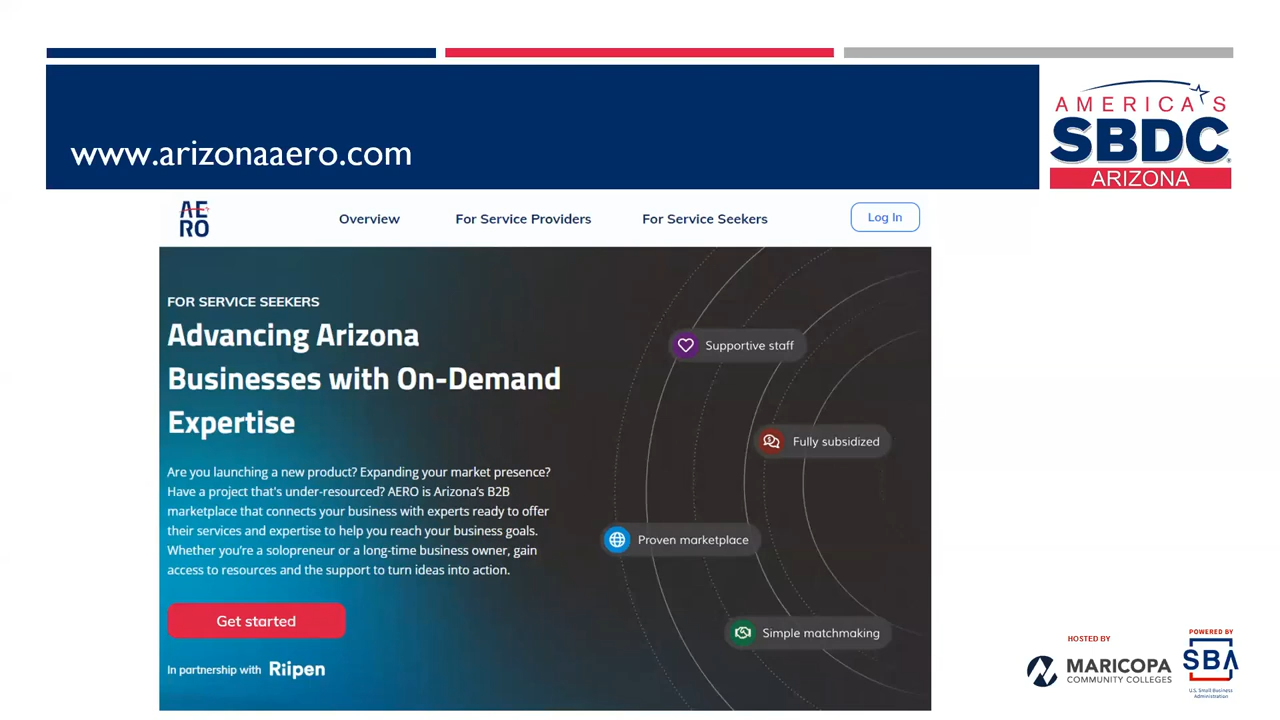 www.arizonaaero.com
AMERICA'S
SBDC
ARIZONA
AE
RO
Overview
For Service Providers
For Service Seekers
Log In
FOR SERVICE SEEKERS
Advancing Arizona
Businesses with On-Demand
Expertise
Are you launching a new product? Expanding your market presence?
Have a project that's under-resourced? AERO is Arizona's B2B
marketplace that connects your business with experts ready to offer
their services and expertise to help you reach your business goals.
Whether you're a solopreneur or a long-time business owner, gain
access to resources and the support to turn ideas into action.
Get started
In partnership with Riipen
Supportive staff
Fully subsidized
Proven marketplace
Simple matchmaking
HOSTED BY
MARICOPA
COMMUNITY COLLEGES
POWERED BY
SBA
U.S. Small Business
Administration